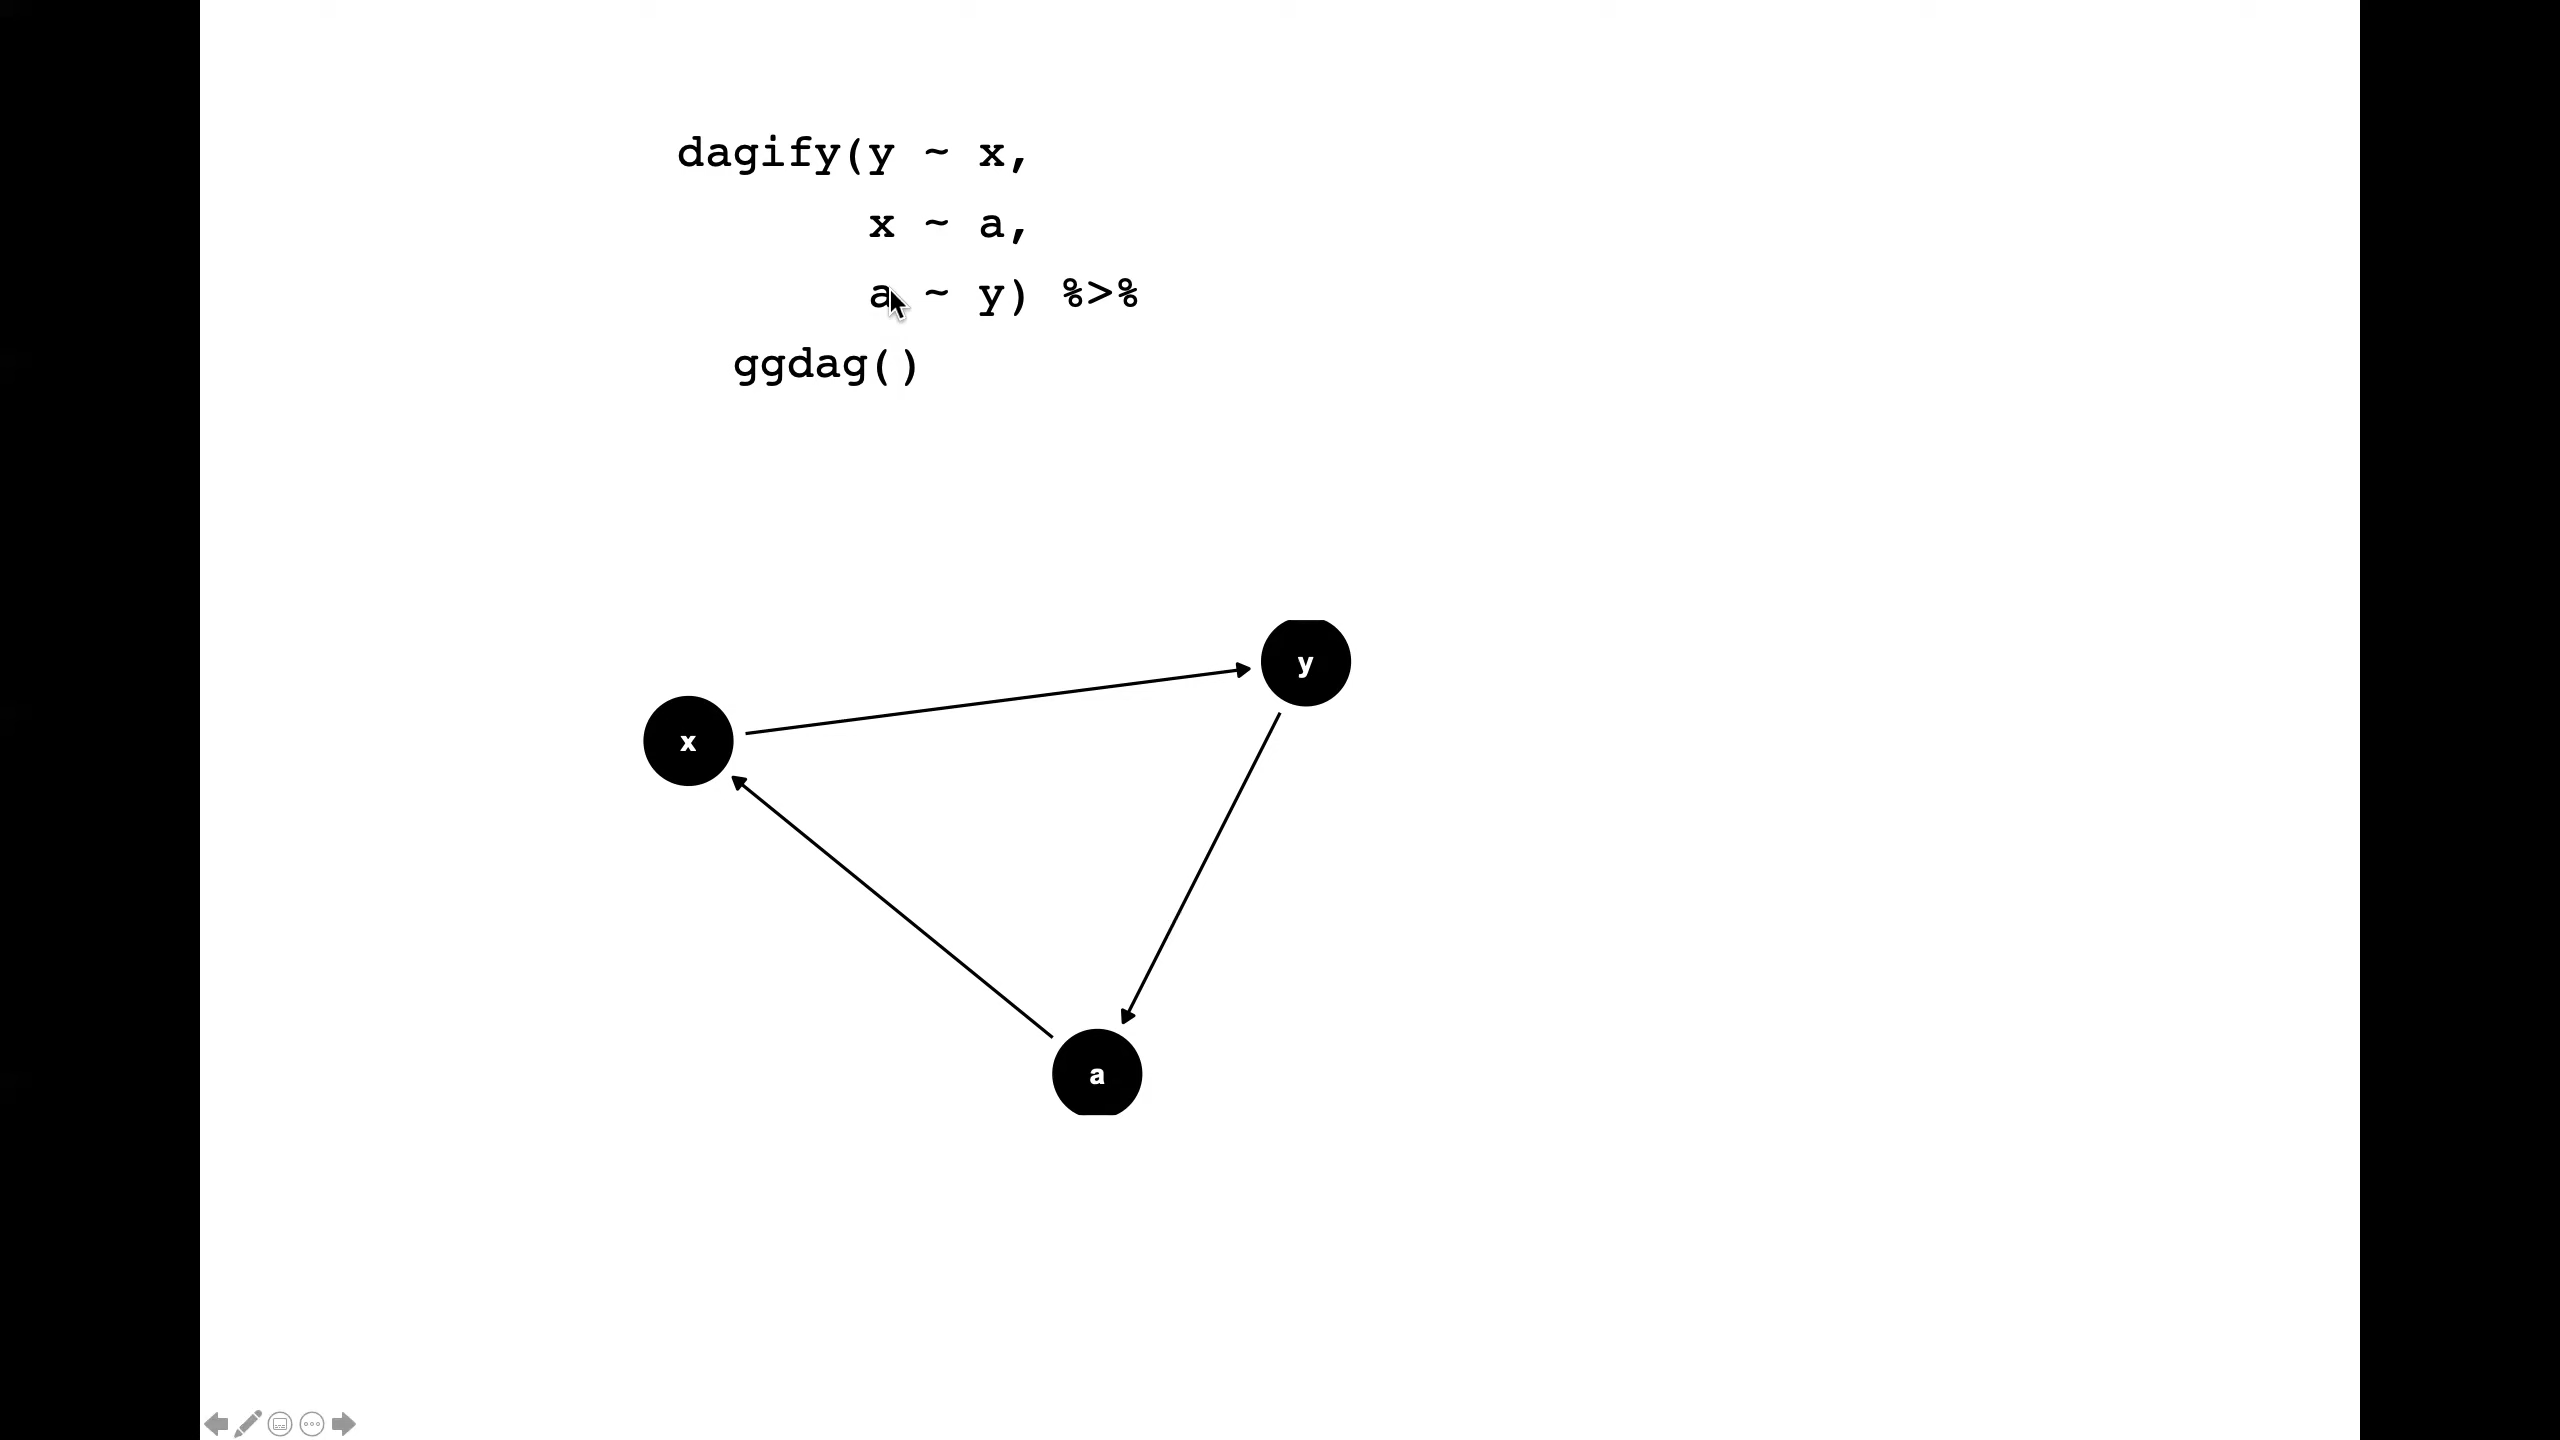 dagify(y ~ x,
x ~ a,
a ~ y) %>%
ggdag()
y
x
a